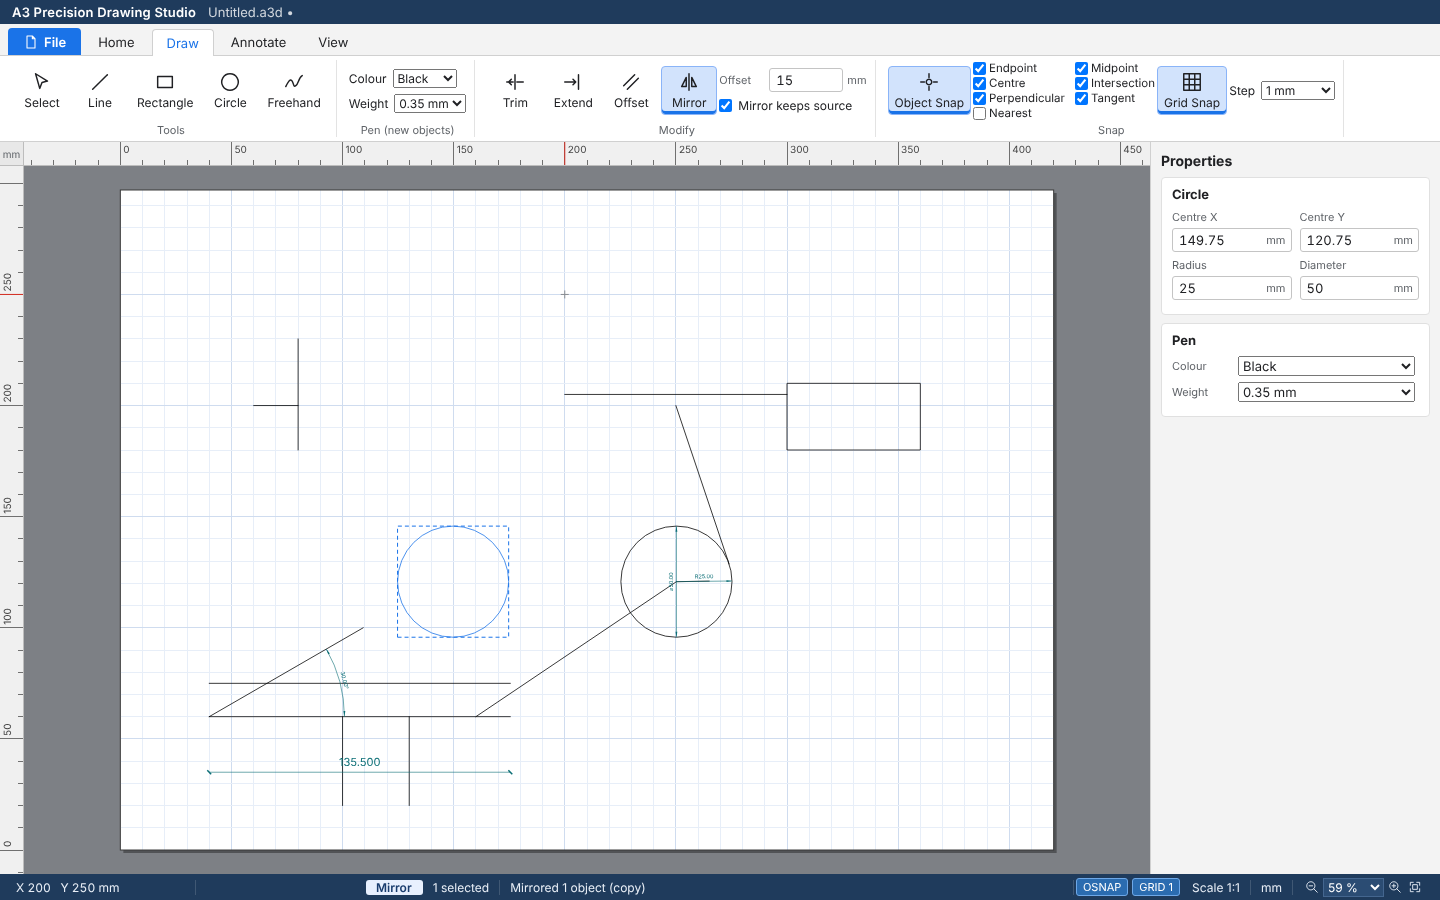 A3 Precision Drawing Studio Untitled.a3d •
File Home Draw Annotate View
Select Line Rectangle Circle Freehand
Tools
Colour Black
Weight 0.35 mm
Pen (new objects)
Trim Extend Offset Mirror
Offset 15 mm
Mirror keeps source
Modify
Object Snap
Endpoint Midpoint
Centre Intersection
Perpendicular Tangent
Nearest
Grid Snap
Step 1 mm
Snap
mm 0 50 100 150 200 250 300 350 400 450
250
200
150
100
50
0
R25.00
135.500
Properties
Circle
Centre X Centre Y
149.75 mm 120.75 mm
Radius Diameter
25 mm 50 mm
Pen
Colour Black
Weight 0.35 mm
X 200 Y 250 mm Mirror 1 selected Mirrored 1 object (copy) OSNAP GRID 1 Scale 1:1 mm 59 %